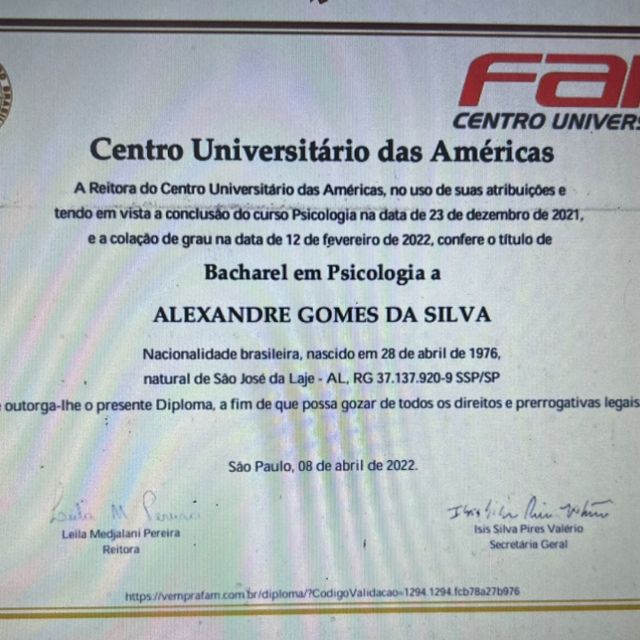 FA
CENTRO UNIVERS
Centro Universitário das Américas
A Reitora do Centro Universitário das Américas, no uso de suas atribuições e
tendo em vista a conclusão do curso Psicologia na data de 23 de dezembro de 2021,
e a colação de grau na data de 12 de fevereiro de 2022, confere o título de
Bacharel em Psicologia a
ALEXANDRE GOMES DA SILVA
Nacionalidade brasileira, nascido em 28 de abril de 1976,
natural de São José da Laje - AL, RG 37.137.920-9 SSP/SP
e outorga-lhe o presente Diploma, a fim de que possa gozar de todos os direitos e prerrogativas legais
São Paulo, 08 de abril de 2022.
Leila M Pereira
Leila Medjalani Pereira
Reitora
Isis Silva Pires Valério
Secretária Geral
https://vemprafam.com.br/diploma/?CodigoValidacao=1294.1294.fcb78a27b976